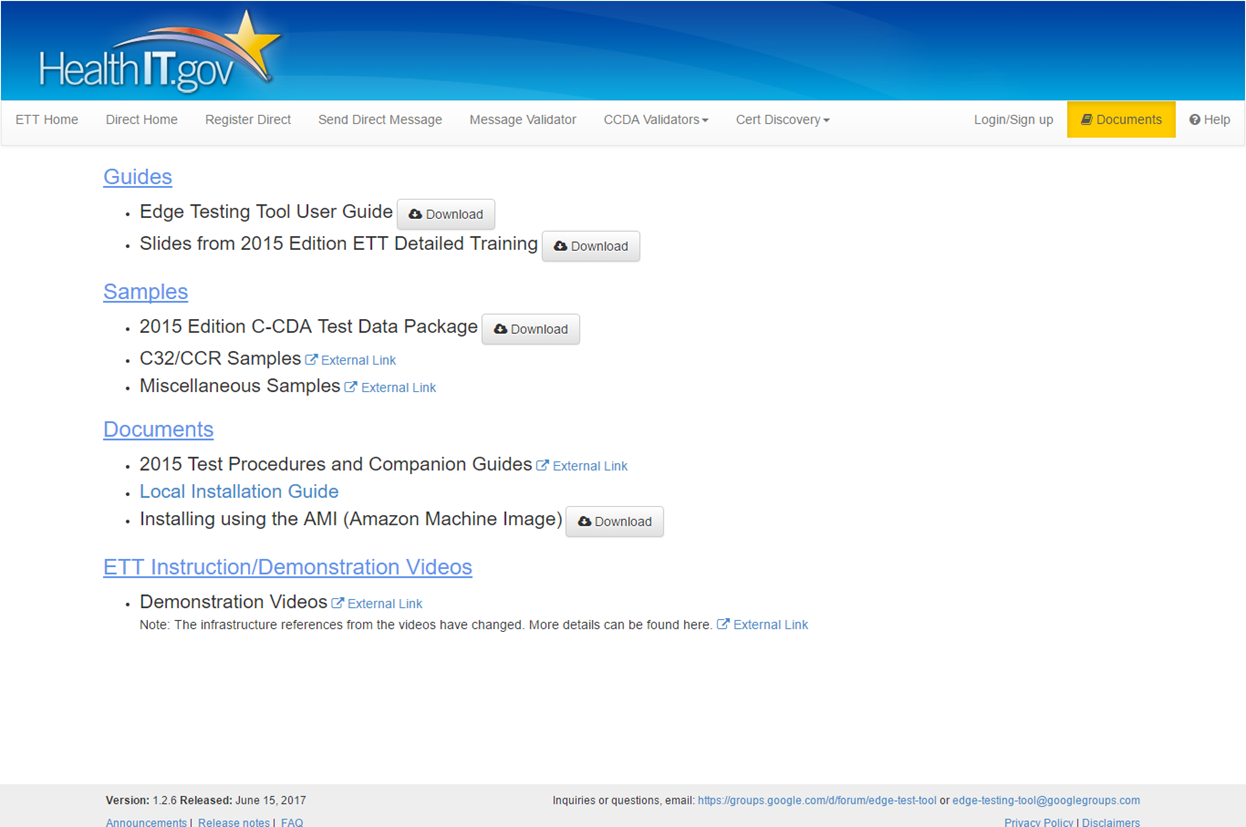 HealthIT.gov
ETT Home Direct Home Register Direct Send Direct Message Message Validator CCDA Validators Cert Discovery Login/Sign up Documents Help
Guides
Edge Testing Tool User Guide Download
Slides from 2015 Edition ETT Detailed Training Download
Samples
2015 Edition C-CDA Test Data Package Download
C32/CCR Samples External Link
Miscellaneous Samples External Link
Documents
2015 Test Procedures and Companion Guides External Link
Local Installation Guide
Installing using the AMI (Amazon Machine Image) Download
ETT Instruction/Demonstration Videos
Demonstration Videos External Link
Note: The infrastructure references from the videos have changed. More details can be found here. External Link
Version: 1.2.6 Released: June 15, 2017 Inquiries or questions, email: https://groups.google.com/d/forum/edge-test-tool or edge-testing-tool@googlegroups.com
Announcements | Release notes | FAQ Privacy Policy | Disclaimers